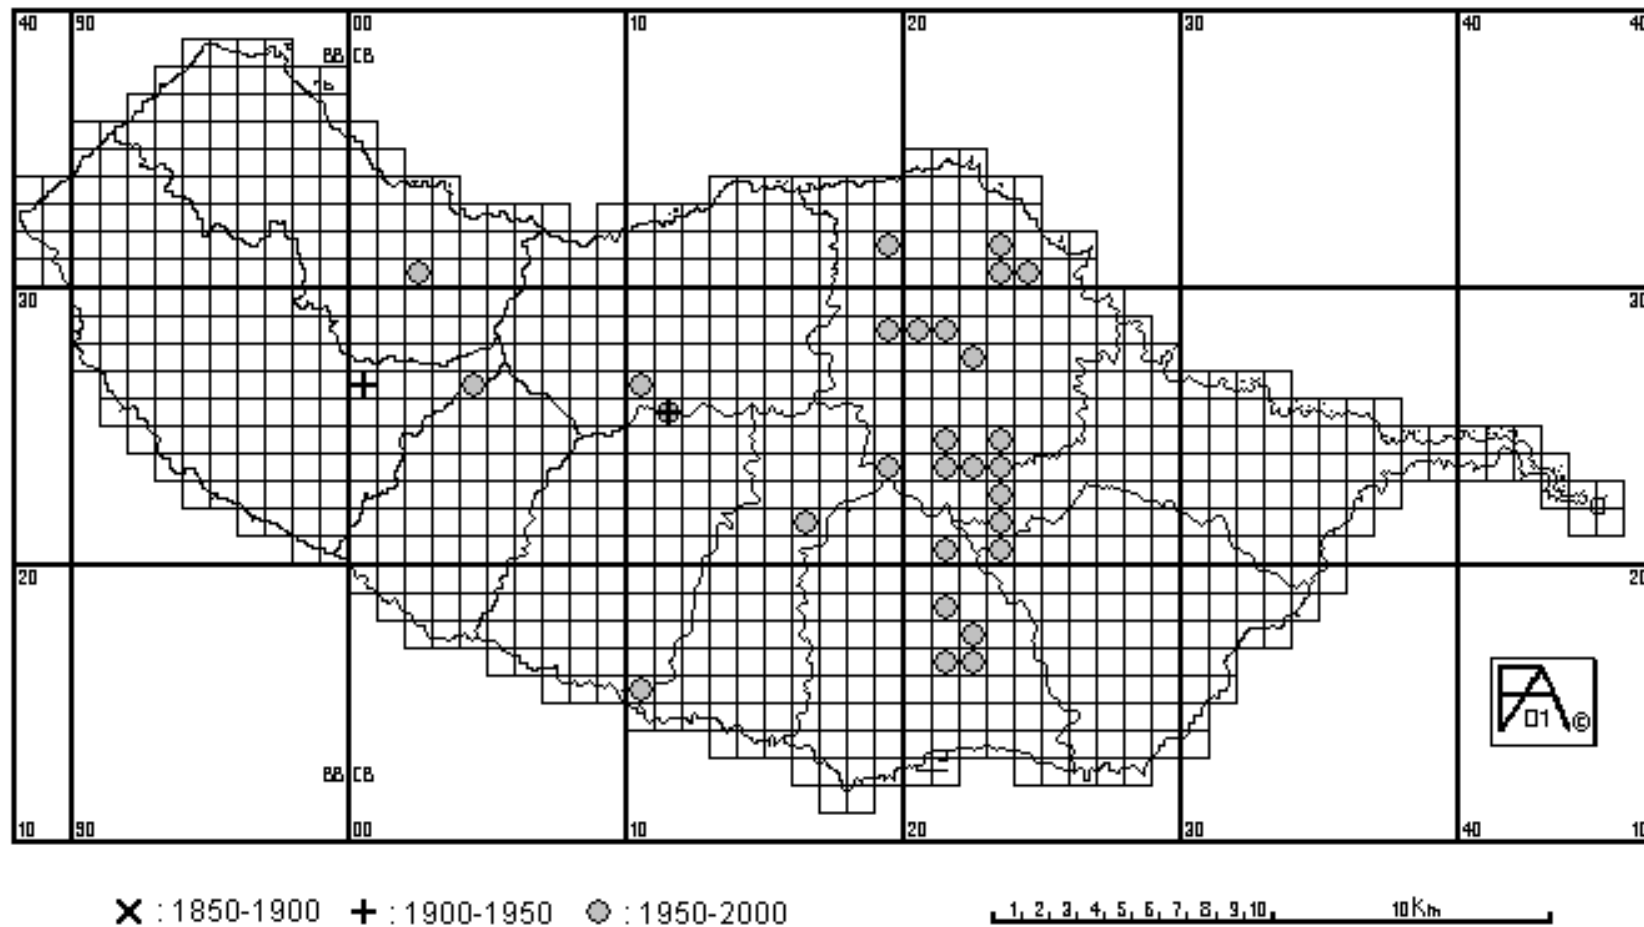 40 90 00 10 20 30 40 40
BB CB
30 30
20 20
BB CB
10 90 00 10 20 30 40 10
01 ©
X : 1850-1900 + : 1900-1950 : 1950-2000
1, 2, 3, 4, 5, 6, 7, 8, 9, 10, 10Km